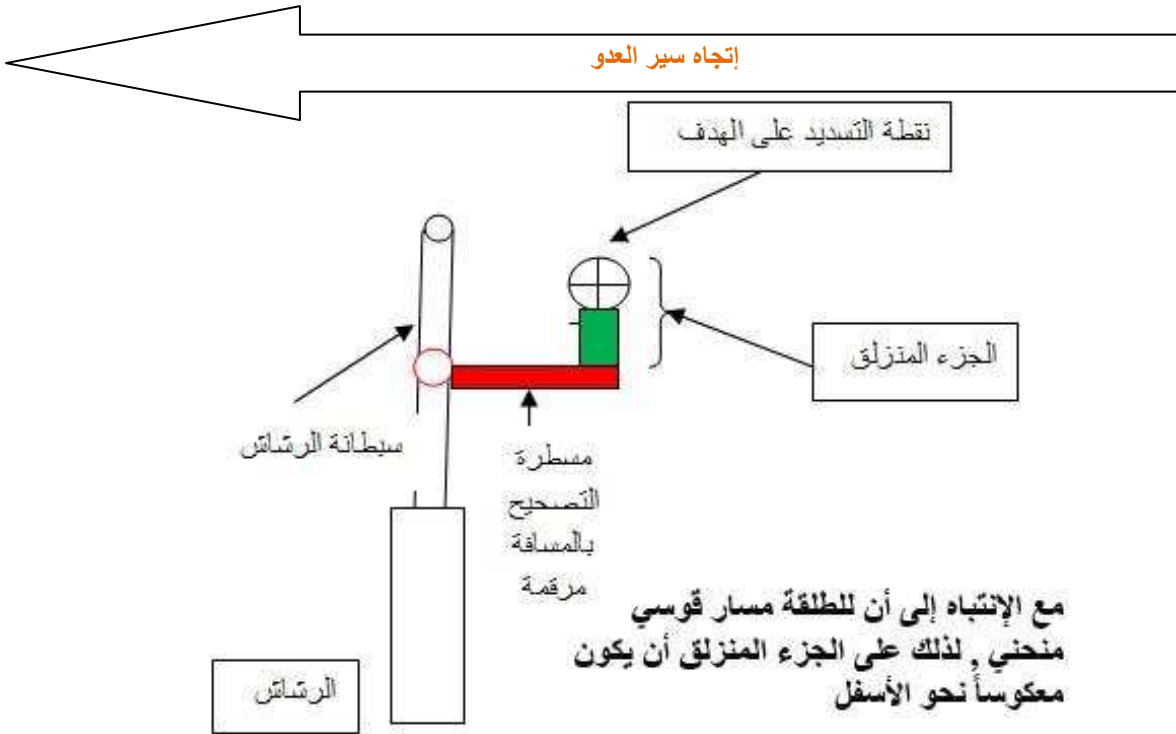 إتجاه سير العدو
نقطة التسديد على الهدف
الجزء المنزلق
سبطانة الرشاش
مسطرة
التصحيح
بالمسافة
مرقمة
مع الإنتباه إلى أن للطلقة مسار قوسي
منحني , لذلك على الجزء المنزلق أن يكون
معكوساً نحو الأسفل
الرشاش